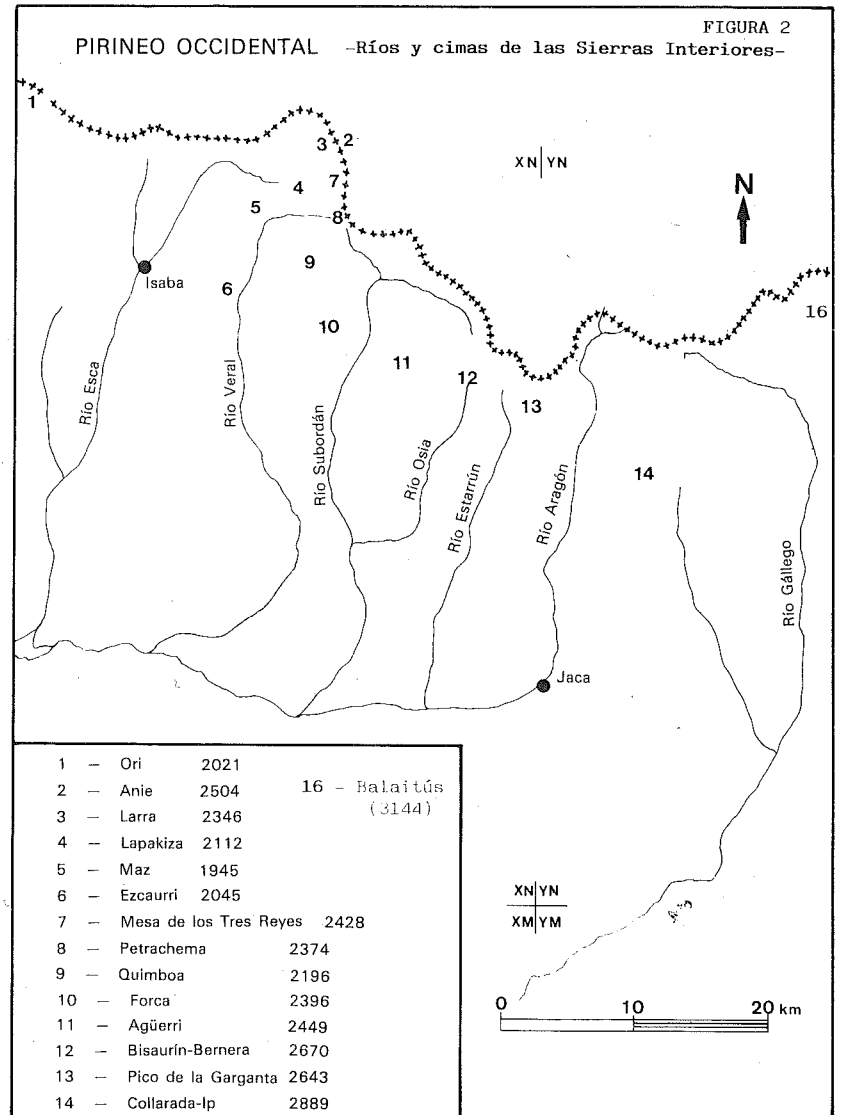 FIGURA 2
PIRINEO OCCIDENTAL -Ríos y cimas de las Sierras Interiores-
1
3 2
XN YN
7
4
N
5
8
9
Isaba
6
16
10
11
12
13
Río Esca
Río Veral
Río Subordán
Río Osia
Río Estarrún
Río Aragón
14
Río Gállego
Jaca
1 — Ori 2021
2 — Anie 2504
3 — Larra 2346
4 — Lapakiza 2112
5 — Maz 1945
6 — Ezcaurri 2045
7 — Mesa de los Tres Reyes 2428
8 — Petrachema 2374
9 — Quimboa 2196
10 — Forca 2396
11 — Agüerri 2449
12 — Bisaurín-Bernera 2670
13 — Pico de la Garganta 2643
14 — Collarada-Ip 2889
16 - Balaitús
(3144)
XN YN
XM YM
0 10 20 km